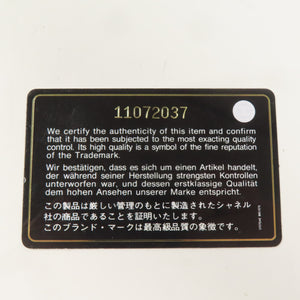 11072037
We certify the authenticity of this item and confirm
that it has been subjected to the most exacting quality
control. Its high quality is a symbol of the fine reputation
of the Trademark.
Wir bestätigen, dass es sich um einen Artikel handelt,
der während seiner Herstellung strengsten Kontrollen
unterworfen war, und dessen erstklassige Qualität
dem hohen Ansehen unserer Marke entspricht.
この製品は厳しい管理のもとに製造されたシャネル
社の商品であることを証明いたします。
このブランド・マークは最高級品質の象徴です。